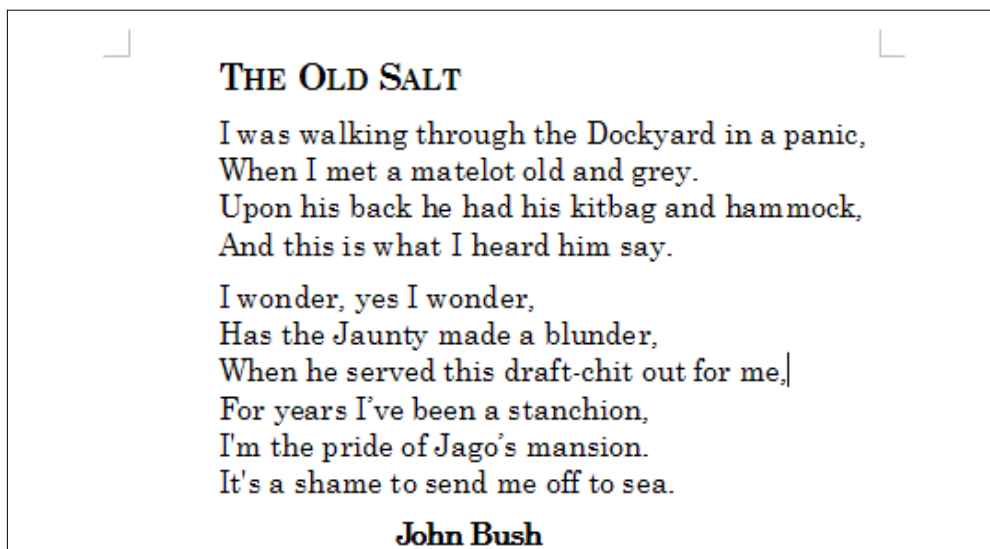 THE OLD SALT
I was walking through the Dockyard in a panic,
When I met a matelot old and grey.
Upon his back he had his kitbag and hammock,
And this is what I heard him say.
I wonder, yes I wonder,
Has the Jaunty made a blunder,
When he served this draft-chit out for me,
For years I’ve been a stanchion,
I'm the pride of Jago’s mansion.
It's a shame to send me off to sea.
John Bush